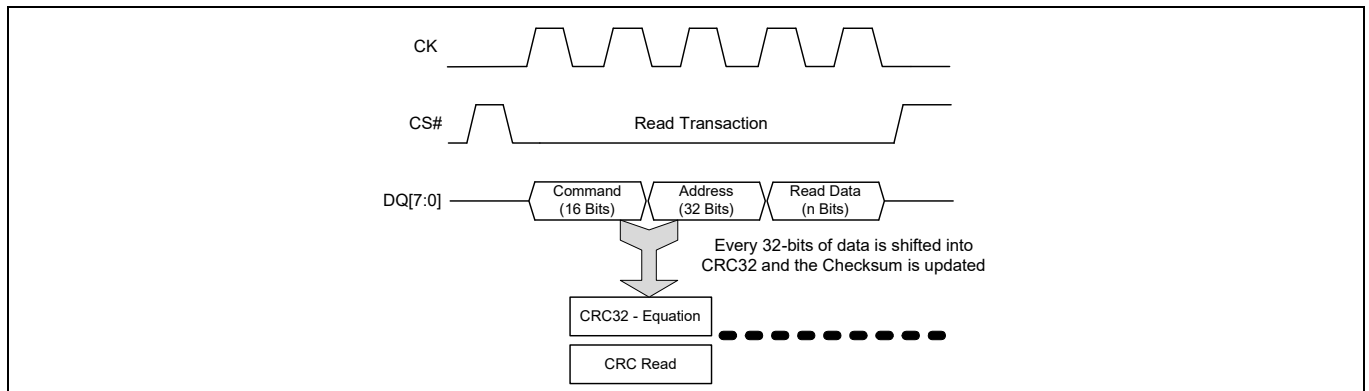 CK
CS#
Read Transaction
DQ[7:0]
Command
(16 Bits)
Address
(32 Bits)
Read Data
(n Bits)
Every 32-bits of data is shifted into
CRC32 and the Checksum is updated
CRC32 - Equation
CRC Read